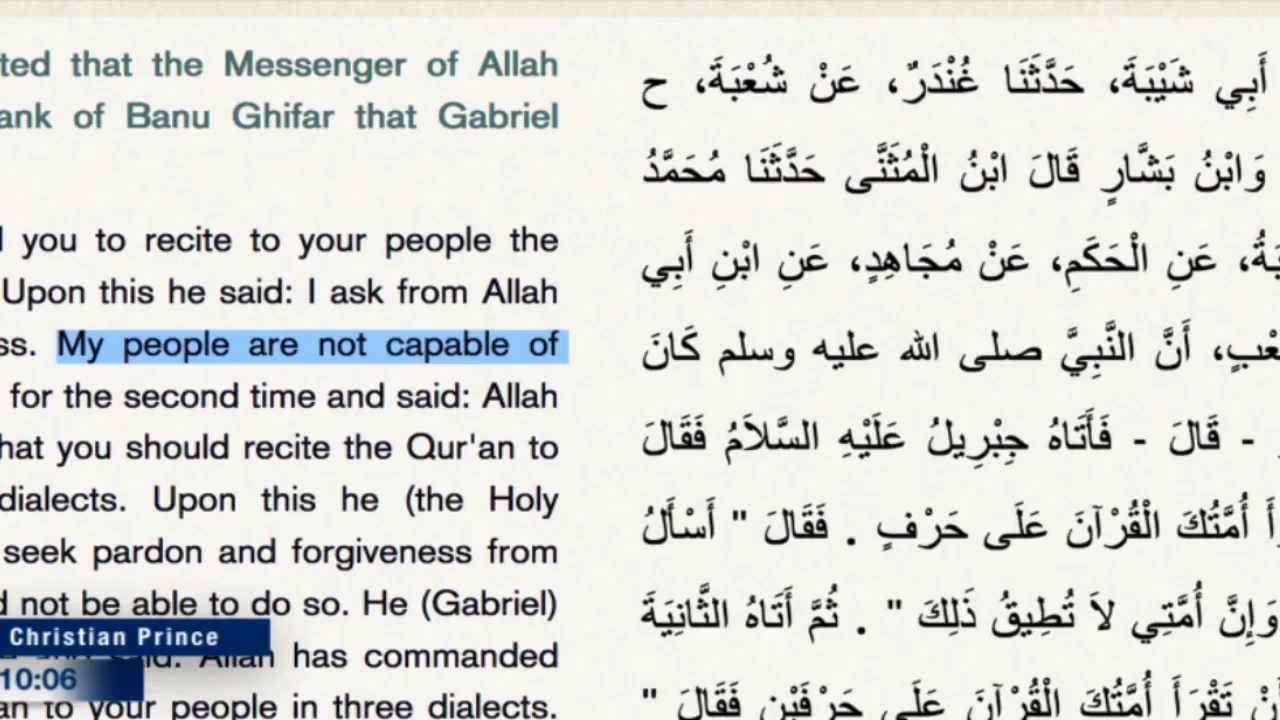 ted that the Messenger of Allah
ank of Banu Ghifar that Gabriel
you to recite to your people the
Upon this he said: I ask from Allah
ss. My people are not capable of
for the second time and said: Allah
hat you should recite the Qur'an to
dialects. Upon this he (the Holy
seek pardon and forgiveness from
d not be able to do so. He (Gabriel)
said: Allah has commanded
an to your people in three dialects.
أَبِي شَيْبَةَ، حَدَّثَنَا غُنْدَرٌ، عَنْ شُعْبَةَ، ح
وَابْنُ بَشَّارٍ قَالَ ابْنُ الْمُثَنَّى حَدَّثَنَا مُحَمَّدُ
بَةُ، عَنِ الْحَكَمِ، عَنْ مُجَاهِدٍ، عَنِ ابْنِ أَبِي
عْبٍ، أَنَّ النَّبِيَّ صلى الله عليه وسلم كَانَ
- قَالَ - فَأَتَاهُ جِبْرِيلُ عَلَيْهِ السَّلاَمُ فَقَالَ
أَ أُمَّتُكَ الْقُرْآنَ عَلَى حَرْفٍ . فَقَالَ " أَسْأَلُ
وَإِنَّ أُمَّتِي لاَ تُطِيقُ ذَلِكَ " . ثُمَّ أَتَاهُ الثَّانِيَةَ
نْ تَقْرَأَ أُمَّتُكَ الْقُرْآنَ عَلَى حَرْفَيْنِ فَقَالَ "
Christian Prince
10:06